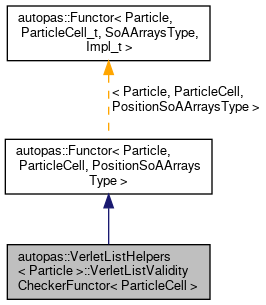 autopas::Functor< Particle,
ParticleCell_t, SoAArraysType,
Impl_t >
< Particle, ParticleCell,
PositionSoAArraysType >
autopas::Functor< Particle,
ParticleCell, PositionSoAArrays
Type >
autopas::VerletListHelpers
< Particle >::VerletListValidity
CheckerFunctor< ParticleCell >